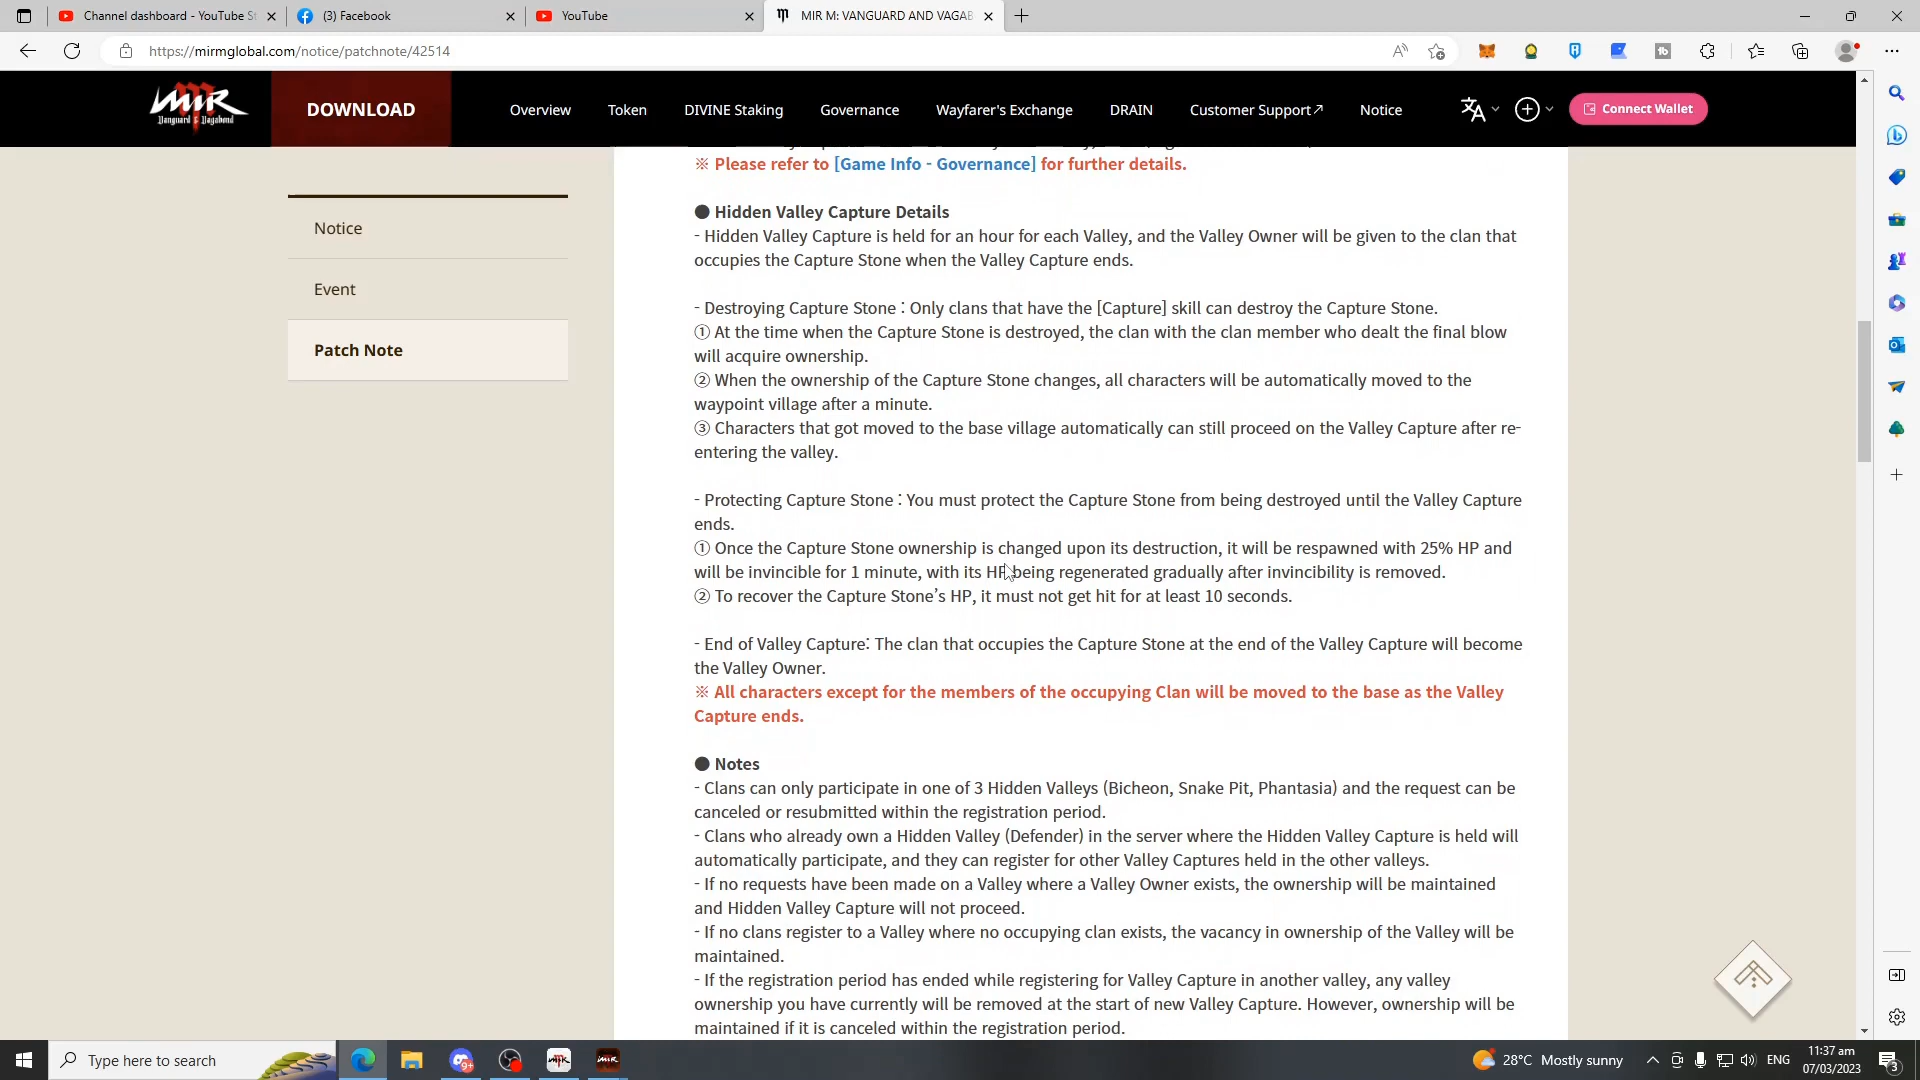 Channel dashboard - YouTube St
(3) Facebook
YouTube
MIR M: VANGUARD AND VAGAB
https://mirmglobal.com/notice/patchnote/42514
MIR
Vanguard & Vagabond
DOWNLOAD
Overview
Token
DIVINE Staking
Governance
Wayfarer's Exchange
DRAIN
Customer Support↗
Notice
Connect Wallet
Notice
Event
Patch Note
※ Please refer to [Game Info - Governance] for further details.
● Hidden Valley Capture Details
- Hidden Valley Capture is held for an hour for each Valley, and the Valley Owner will be given to the clan that
occupies the Capture Stone when the Valley Capture ends.
- Destroying Capture Stone : Only clans that have the [Capture] skill can destroy the Capture Stone.
① At the time when the Capture Stone is destroyed, the clan with the clan member who dealt the final blow
will acquire ownership.
② When the ownership of the Capture Stone changes, all characters will be automatically moved to the
waypoint village after a minute.
③ Characters that got moved to the base village automatically can still proceed on the Valley Capture after re-
entering the valley.
- Protecting Capture Stone : You must protect the Capture Stone from being destroyed until the Valley Capture
ends.
① Once the Capture Stone ownership is changed upon its destruction, it will be respawned with 25% HP and
will be invincible for 1 minute, with its HP being regenerated gradually after invincibility is removed.
② To recover the Capture Stone's HP, it must not get hit for at least 10 seconds.
- End of Valley Capture: The clan that occupies the Capture Stone at the end of the Valley Capture will become
the Valley Owner.
※ All characters except for the members of the occupying Clan will be moved to the base as the Valley
Capture ends.
● Notes
- Clans can only participate in one of 3 Hidden Valleys (Bicheon, Snake Pit, Phantasia) and the request can be
canceled or resubmitted within the registration period.
- Clans who already own a Hidden Valley (Defender) in the server where the Hidden Valley Capture is held will
automatically participate, and they can register for other Valley Captures held in the other valleys.
- If no requests have been made on a Valley where a Valley Owner exists, the ownership will be maintained
and Hidden Valley Capture will not proceed.
- If no clans register to a Valley where no occupying clan exists, the vacancy in ownership of the Valley will be
maintained.
- If the registration period has ended while registering for Valley Capture in another valley, any valley
ownership you have currently will be removed at the start of new Valley Capture. However, ownership will be
maintained if it is canceled within the registration period.
Type here to search
28°C Mostly sunny
ENG
11:37 am
07/03/2023
3